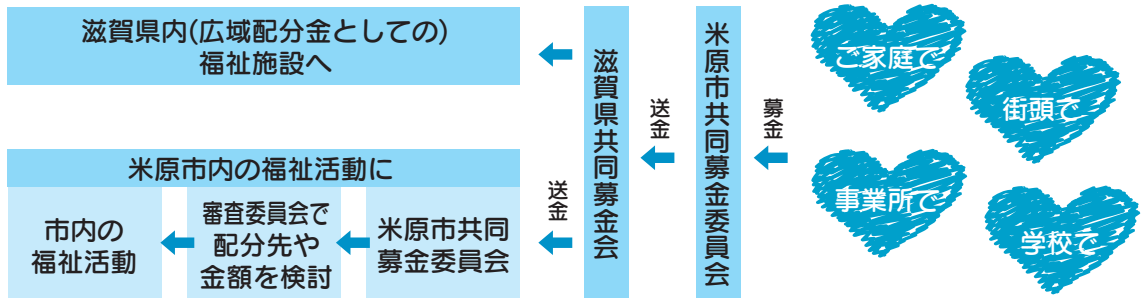 滋賀県内(広域配分金としての)
福祉施設へ
米原市内の福祉活動に
市内の
福祉活動
審査委員会で
配分先や
金額を検討
米原市共同
募金委員会
送金
滋賀県共同募金会
送金
米原市共同募金委員会
募金
ご家庭で
街頭で
事業所で
学校で